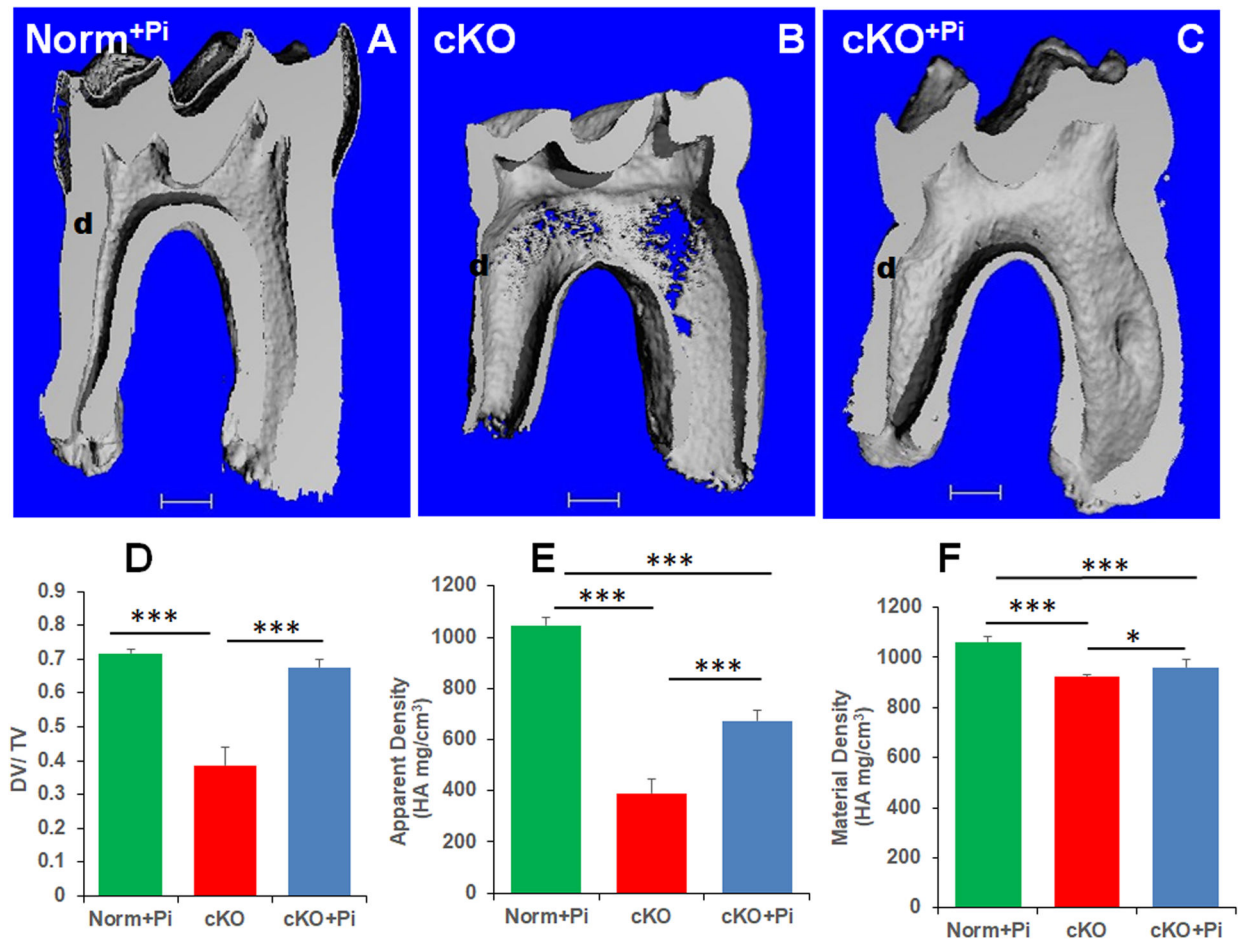 Norm+Pi A
cKO B
cKO+Pi C
d
d
d
D
E
F
DV/ TV
0.9
0.8
0.7
0.6
0.5
0.4
0.3
0.2
0.1
0
***
***
Norm+Pi cKO cKO+Pi
Apparent Density
(HA mg/cm3)
1200
1000
800
600
400
200
0
***
***
***
Norm+Pi cKO cKO+Pi
Material Density
(HA mg/cm3)
1200
1000
800
600
400
200
0
***
***
*
Norm+Pi cKO cKO+Pi